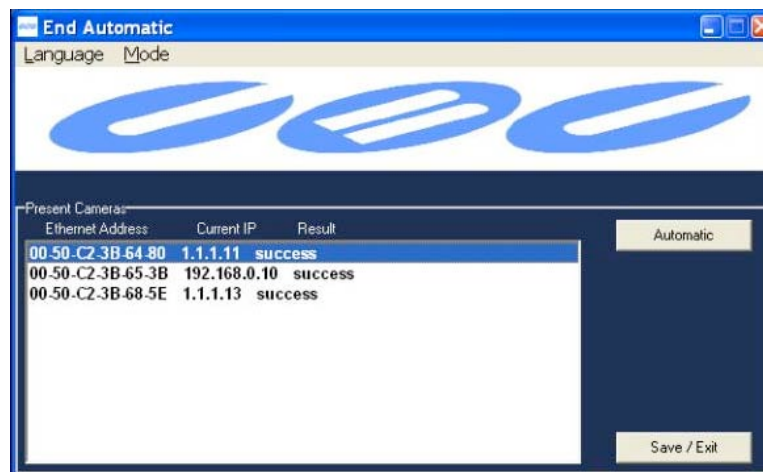 End Automatic
Language Mode
CBC
Present Cameras
Ethernet Address Current IP Result
00-50-C2-3B-64-80 1.1.1.11 success
00-50-C2-3B-65-3B 192.168.0.10 success
00-50-C2-3B-68-5E 1.1.1.13 success
Automatic
Save / Exit